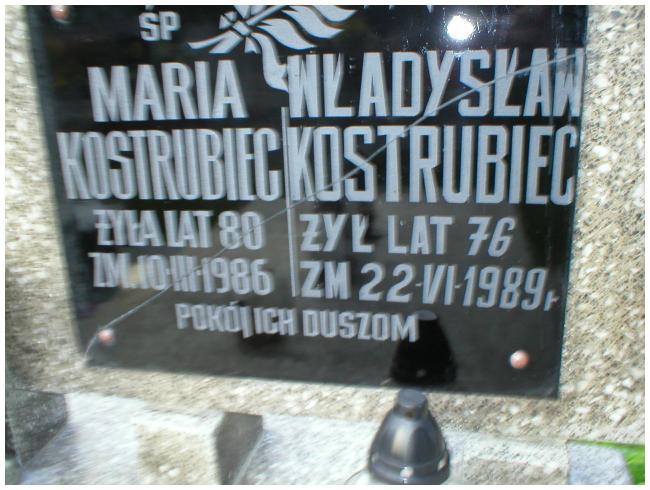 ŚP
MARIA
KOSTRUBIEC
ŻYŁA LAT 80
ZM. 10·III·1986
WŁADYSŁAW
KOSTRUBIEC
ŻYŁ LAT 76
ZM 22·VI·1989r
POKÓJ ICH DUSZOM